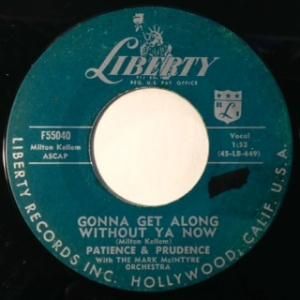 LIBERTY
REG. U.S. PAT. OFFICE
F55040
Milton Kellem
ASCAP
L
R
Vocal
1:52
(45-LB-669)
GONNA GET ALONG
WITHOUT YA NOW
(Milton Kellem)
PATIENCE & PRUDENCE
With THE MARK McINTYRE
ORCHESTRA
LIBERTY RECORDS INC. HOLLYWOOD, CALIF. U.S.A.